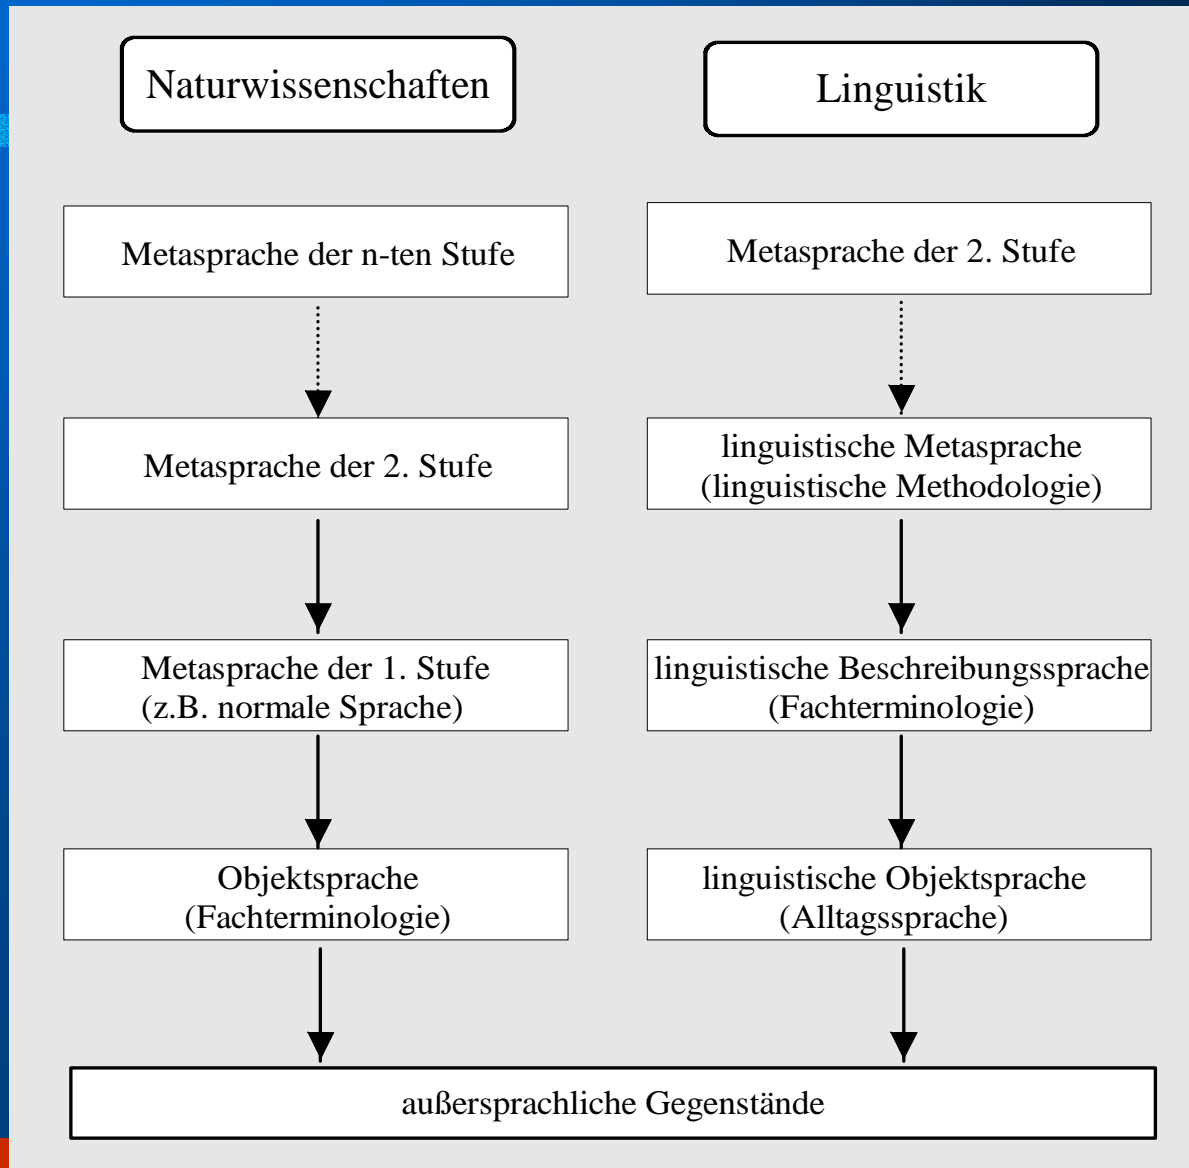 Naturwissenschaften
Linguistik
Metasprache der n-ten Stufe
Metasprache der 2. Stufe
Metasprache der 2. Stufe
linguistische Metasprache
(linguistische Methodologie)
Metasprache der 1. Stufe
(z.B. normale Sprache)
linguistische Beschreibungssprache
(Fachterminologie)
Objektsprache
(Fachterminologie)
linguistische Objektsprache
(Alltagssprache)
außersprachliche Gegenstände